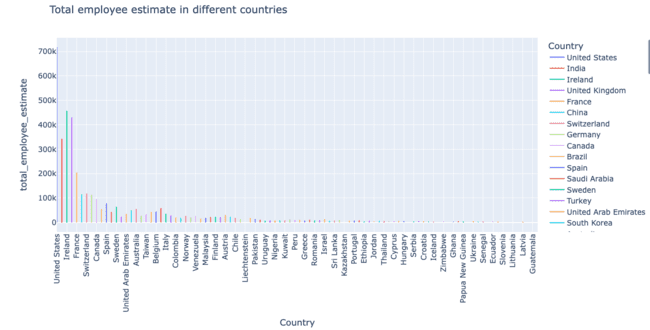 Total employee estimate in different countries
total_employee_estimate
700k
600k
500k
400k
300k
200k
100k
0
United States
Ireland
France
Switzerland
Canada
Spain
Sweden
United Arab Emirates
Taiwan
Belgium
Italy
Colombia
Norway
Venezuela
Malaysia
Finland
Austria
Chile
Liechtenstein
Pakistan
Uruguay
Nigeria
Kuwait
Peru
Greece
Romania
Israel
Sri Lanka
Kazakhstan
Portugal
Ethiopia
Jordan
Thailand
Cyprus
Hungary
Serbia
Croatia
Iceland
Zimbabwe
Ghana
Papua New Guinea
Ukraine
Senegal
Ecuador
Slovenia
Lithuania
Latvia
Guatemala
Country
Country
United States
India
Ireland
United Kingdom
France
China
Switzerland
Germany
Canada
Brazil
Spain
Saudi Arabia
Sweden
Turkey
United Arab Emirates
South Korea